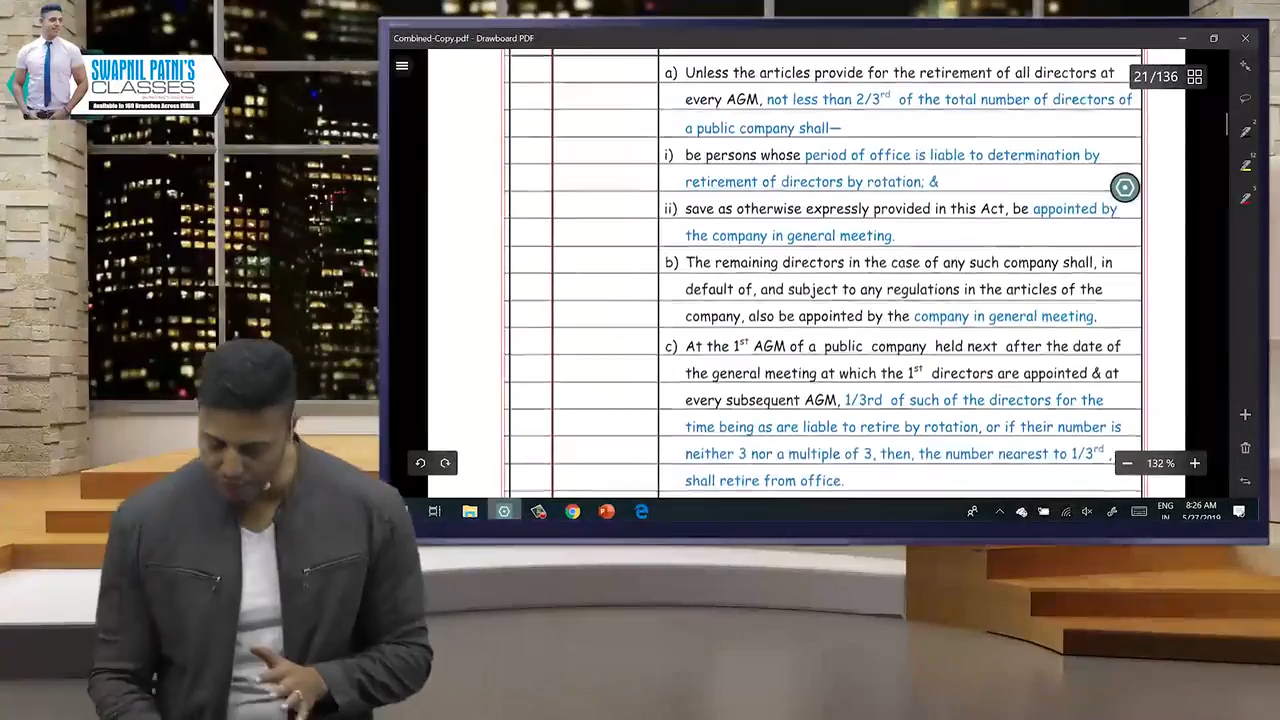 SWAPNIL PATNI'S
CLASSES
Available in 160 Branches Across INDIA
Combined-Copy.pdf - Drawboard PDF
21/136
a) Unless the articles provide for the retirement of all directors at
every AGM, not less than 2/3rd of the total number of directors of
a public company shall—
i) be persons whose period of office is liable to determination by
retirement of directors by rotation; &
ii) save as otherwise expressly provided in this Act, be appointed by
the company in general meeting.
b) The remaining directors in the case of any such company shall, in
default of, and subject to any regulations in the articles of the
company, also be appointed by the company in general meeting.
c) At the 1st AGM of a public company held next after the date of
the general meeting at which the 1st directors are appointed & at
every subsequent AGM, 1/3rd of such of the directors for the
time being as are liable to retire by rotation, or if their number is
neither 3 nor a multiple of 3, then, the number nearest to 1/3rd ,
shall retire from office.
132 %
ENG
IN
8:26 AM
5/27/2019